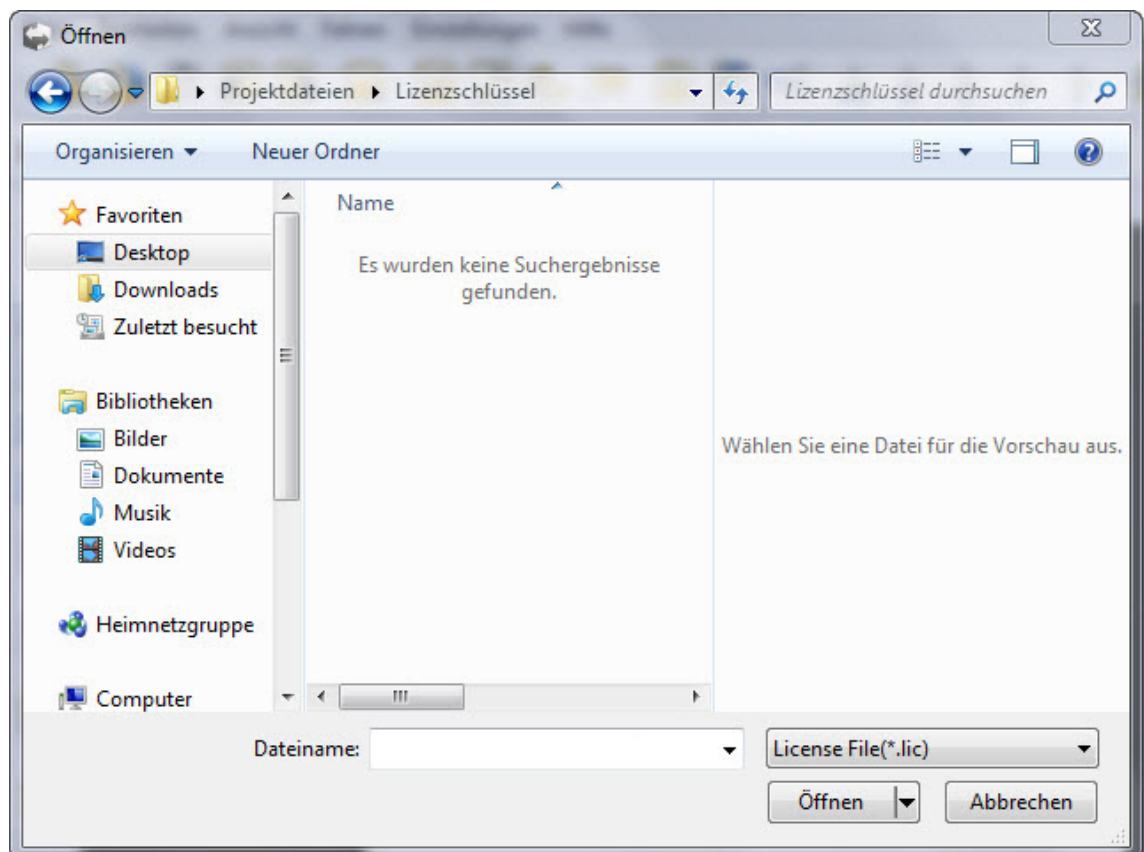 Öffnen
Projektdateien Lizenzschlüssel
Lizenzschlüssel durchsuchen
Organisieren Neuer Ordner
Favoriten
Desktop
Downloads
Zuletzt besucht
Bibliotheken
Bilder
Dokumente
Musik
Videos
Heimnetzgruppe
Computer
Name
Es wurden keine Suchergebnisse
gefunden.
Wählen Sie eine Datei für die Vorschau aus.
Dateiname:
License File(*.lic)
Öffnen Abbrechen